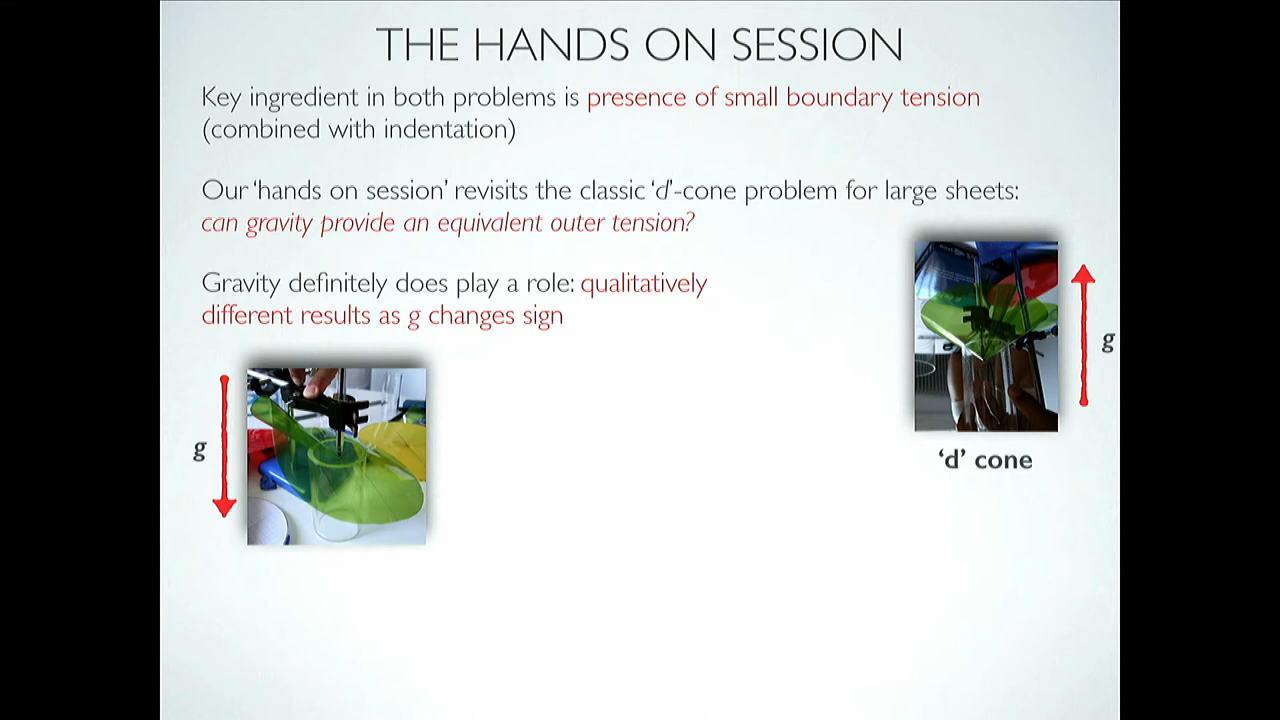 THE HANDS ON SESSION
Key ingredient in both problems is presence of small boundary tension
(combined with indentation)
Our ‘hands on session’ revisits the classic ‘d’-cone problem for large sheets:
can gravity provide an equivalent outer tension?
Gravity definitely does play a role: qualitatively
different results as g changes sign
g
g
‘d’ cone